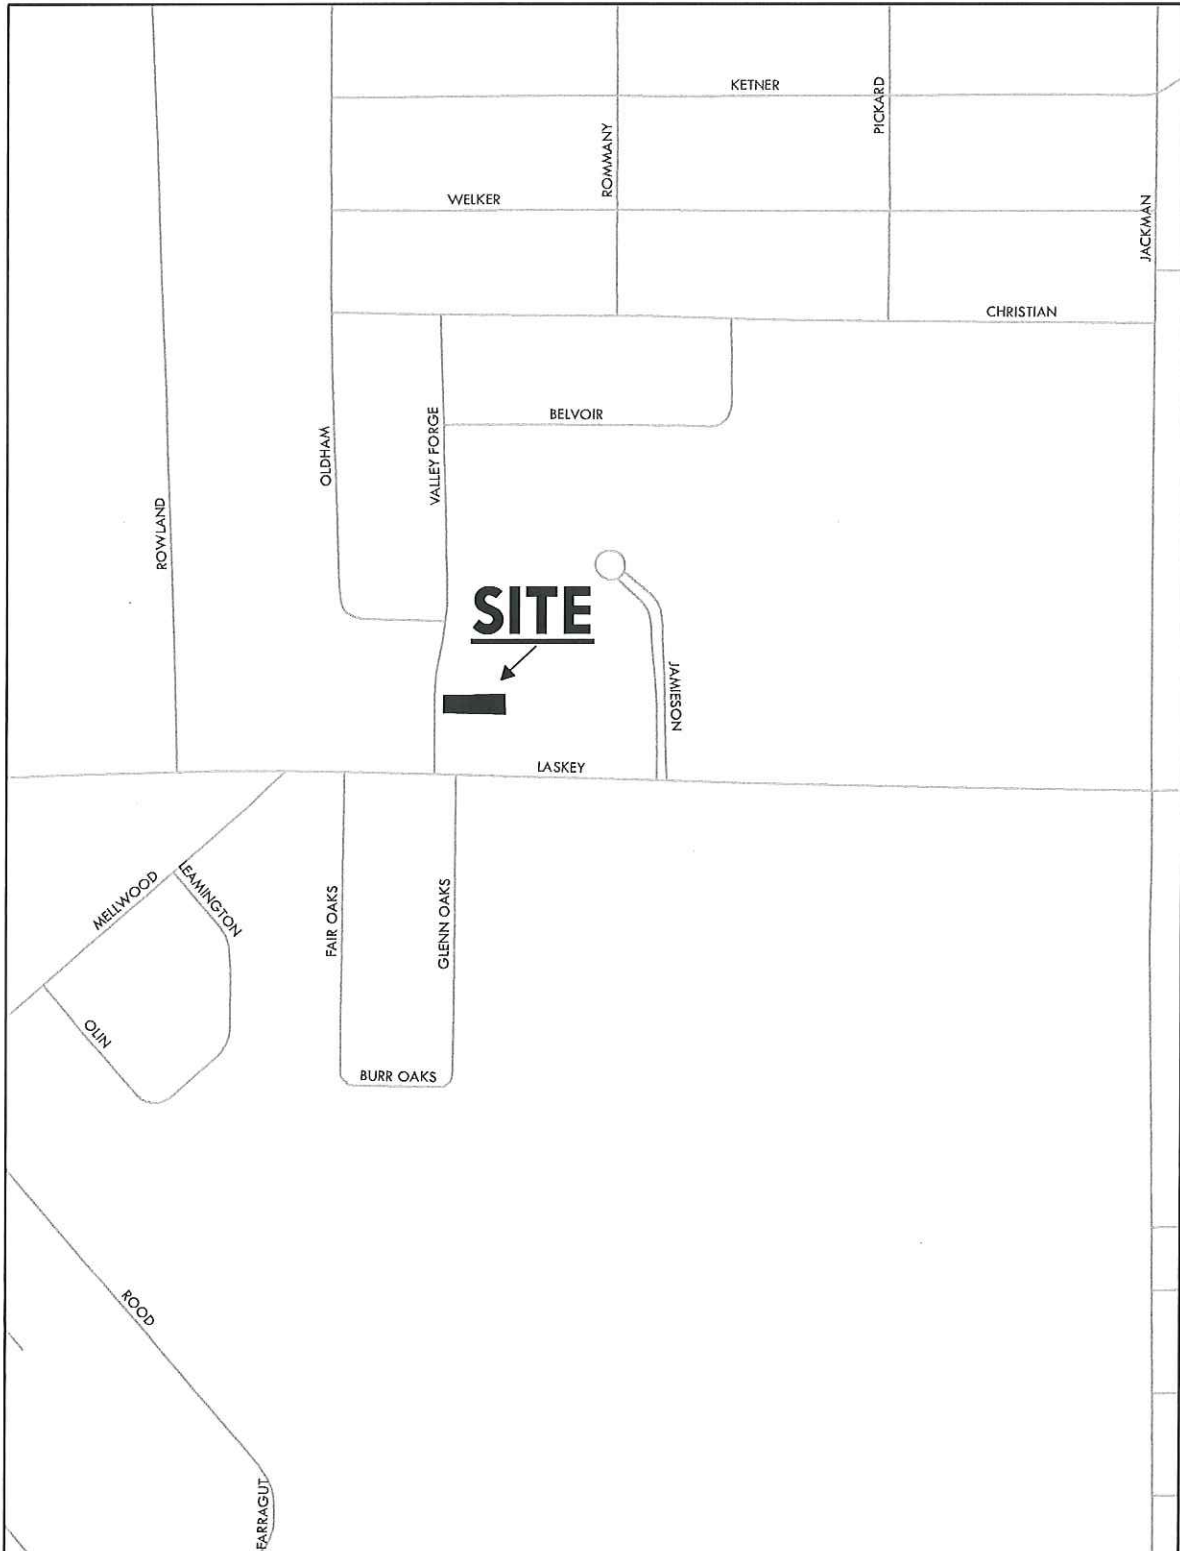 KETNER
PICKARD
ROMMANY
WELKER
JACKMAN
CHRISTIAN
BELVOIR
VALLEY FORGE
OLDHAM
ROWLAND
SITE
JAMIESON
LASKEY
MELLWOOD
LEAMINGTON
FAIR OAKS
GLENN OAKS
OLIN
BURR OAKS
ROOD
FARRAGUT